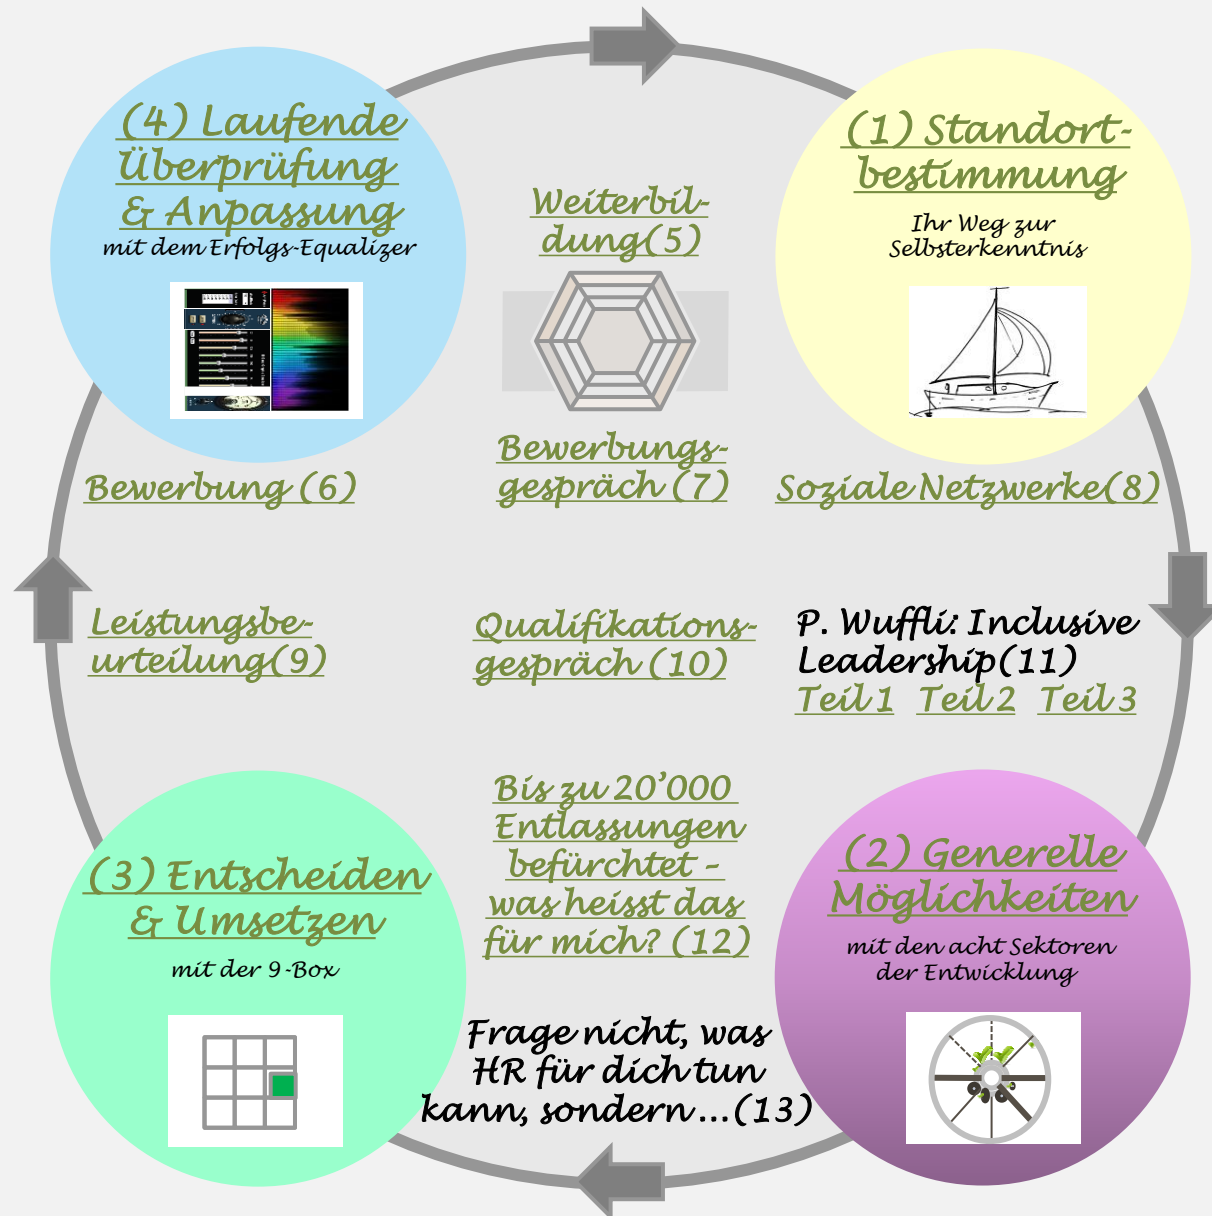 (4) Laufende
Überprüfung
& Anpassung
mit dem Erfolgs-Equalizer
(1) Standort-
bestimmung
Ihr Weg zur
Selbsterkenntnis
Weiterbil-
dung(5)
Bewerbung (6)
Bewerbungs-
gespräch (7)
Soziale Netzwerke(8)
Leistungsbe-
urteilung(9)
Qualifikations-
gespräch (10)
P. Wuffli: Inclusive
Leadership(11)
Teil 1 Teil 2 Teil 3
(3) Entscheiden
& Umsetzen
mit der 9-Box
Bis zu 20’000
Entlassungen
befürchtet –
was heisst das
für mich? (12)
(2) Generelle
Möglichkeiten
mit den acht Sektoren
der Entwicklung
Frage nicht, was
HR für dich tun
kann, sondern ...(13)